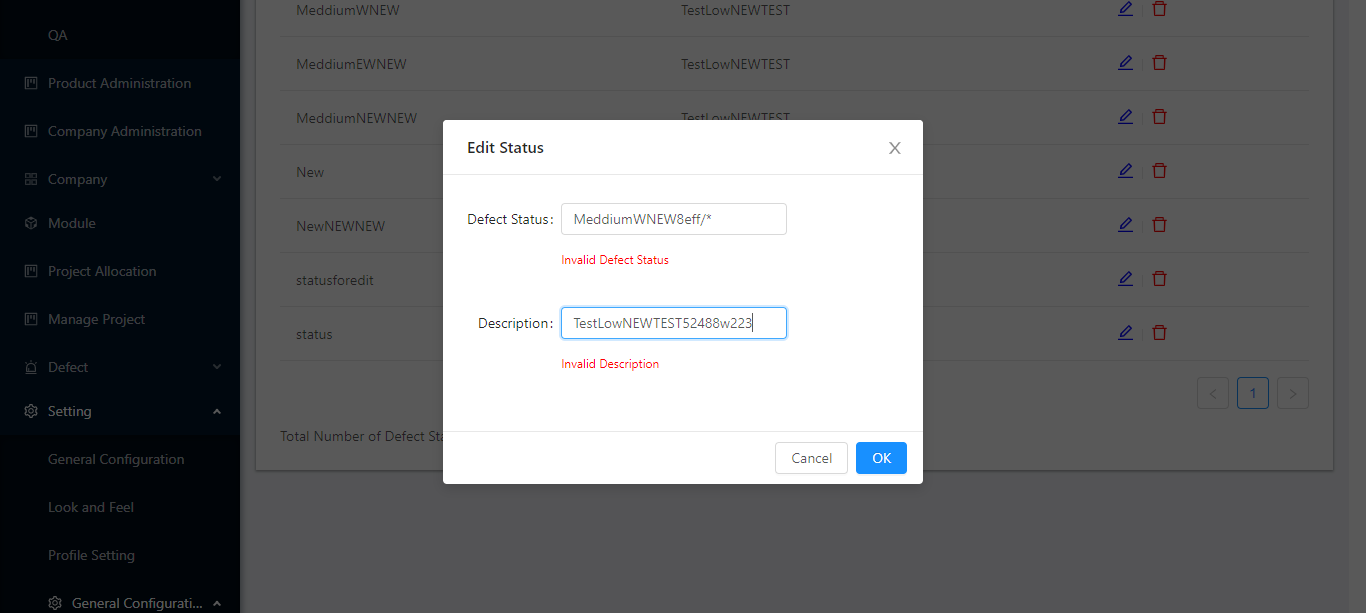 QA
Product Administration
Company Administration
Company
Module
Project Allocation
Manage Project
Defect
Setting
General Configuration
Look and Feel
Profile Setting
General Configurati...
MeddiumWNEW TestLowNEWTEST
MeddiumEWNEW TestLowNEWTEST
MeddiumNEWNEW TestLowNEWTEST
New
NewNEWNEW
statusforedit
status
1
Total Number of Defect Sta
Edit Status
Defect Status: MeddiumWNEW8eff/*
Invalid Defect Status
Description: TestLowNEWTEST52488w223
Invalid Description
Cancel OK